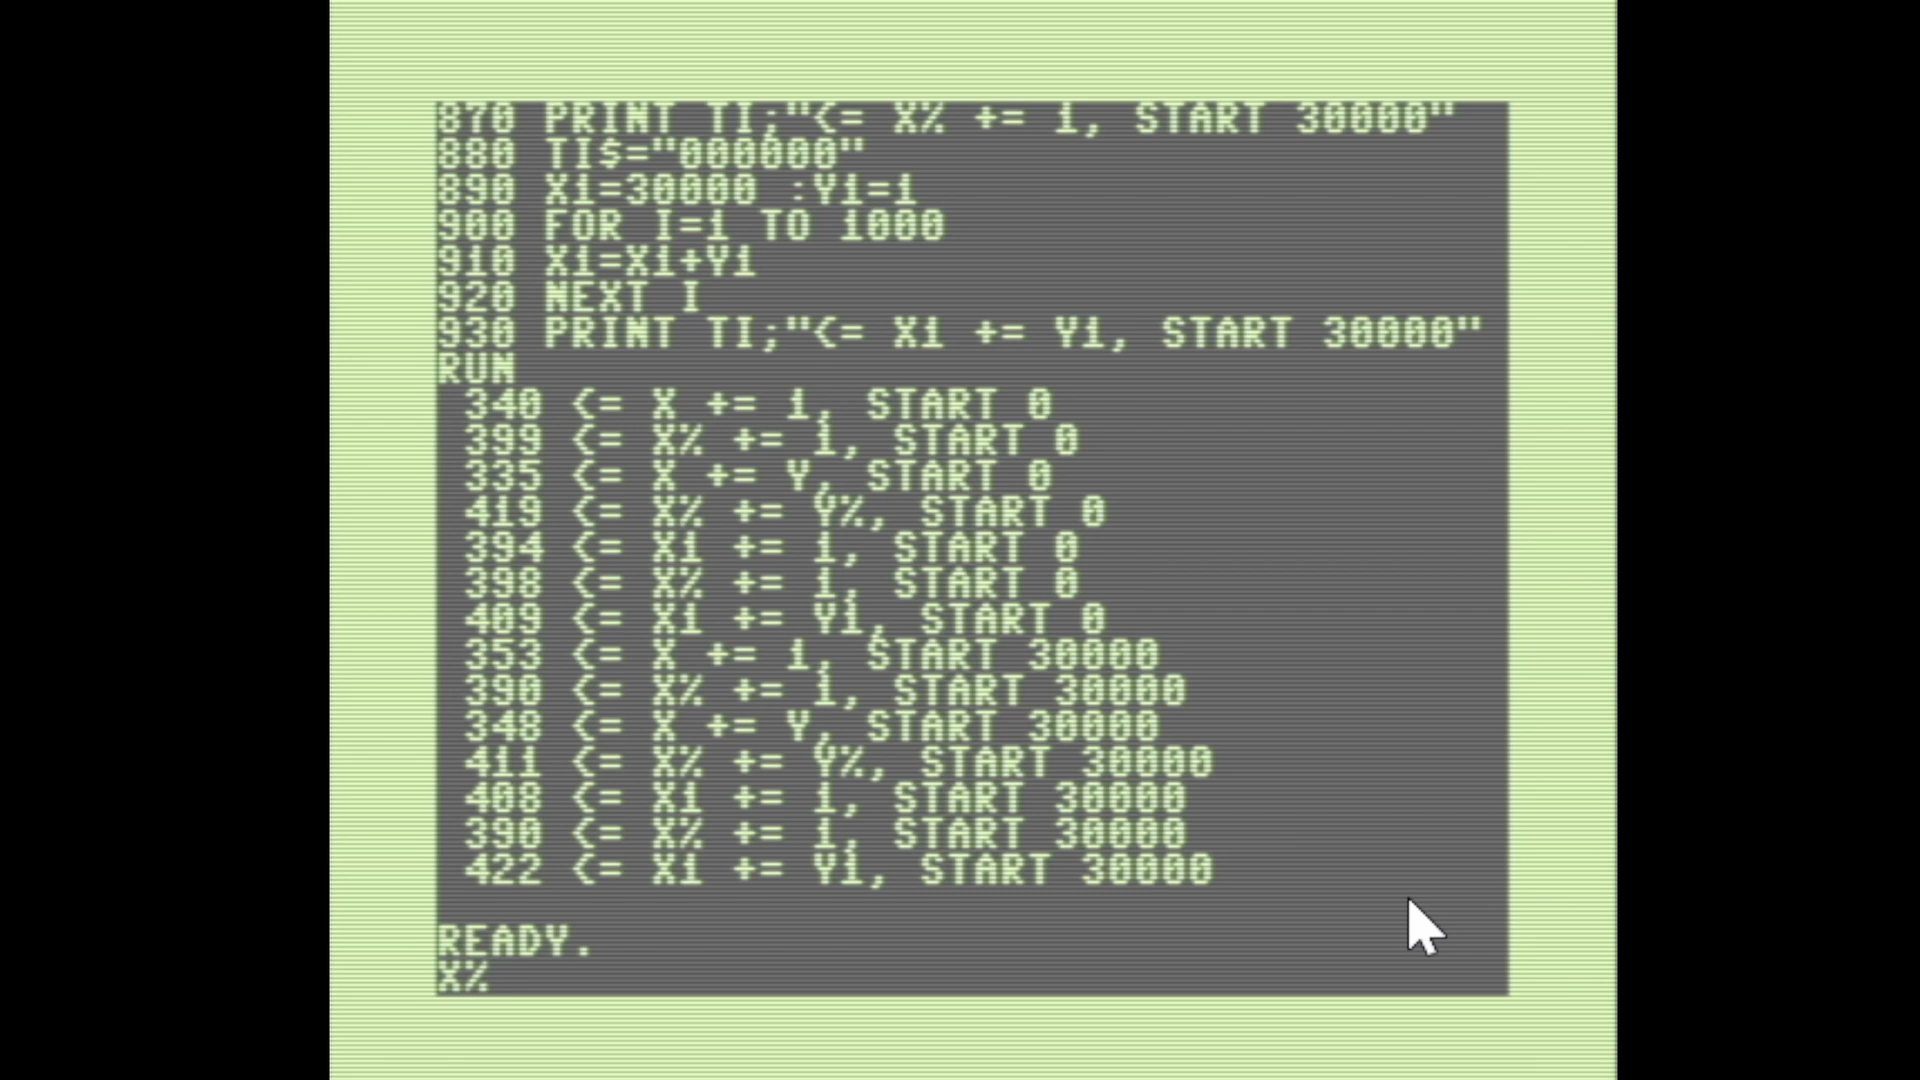 870 PRINT TI;"<= X% += 1, START 30000"
880 TI$="000000"
890 X1=30000 :Y1=1
900 FOR I=1 TO 1000
910 X1=X1+Y1
920 NEXT I
930 PRINT TI;"<= X1 += Y1, START 30000"
RUN
340 <= X += 1, START 0
399 <= X% += 1, START 0
335 <= X += Y, START 0
419 <= X% += Y%, START 0
394 <= X1 += 1, START 0
398 <= X% += 1, START 0
409 <= X1 += Y1, START 0
353 <= X += 1, START 30000
390 <= X% += 1, START 30000
348 <= X += Y, START 30000
411 <= X% += Y%, START 30000
408 <= X1 += 1, START 30000
390 <= X% += 1, START 30000
422 <= X1 += Y1, START 30000
READY.
X%